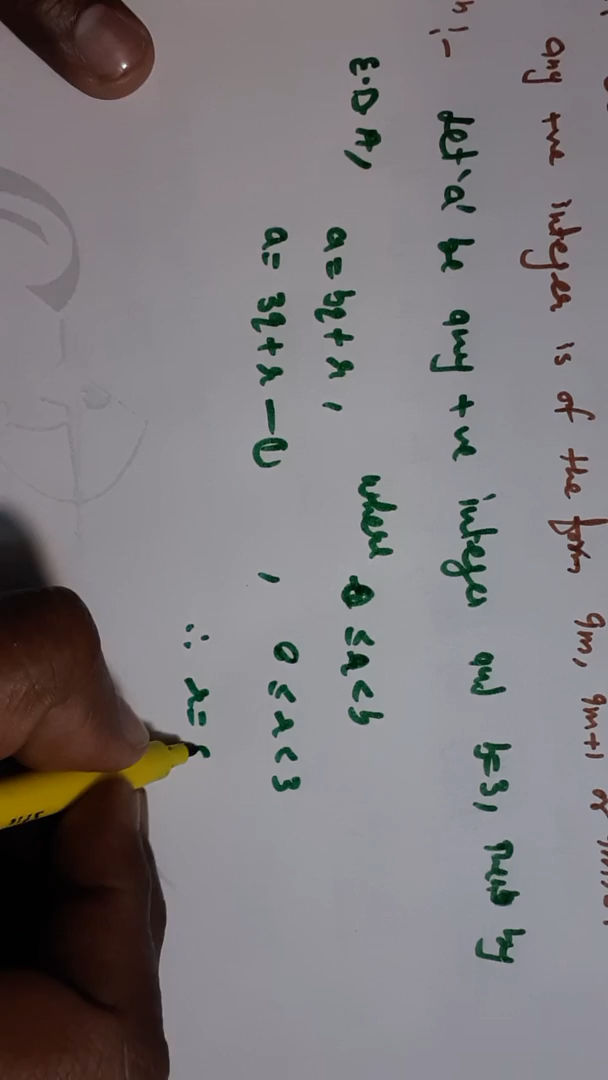 any +ve integer is of the form 9m, 9m+1 or
:- Let 'a' be any +ve integer and b=3, Then by
E.D A,
a = bq + r, where 0 ≤ r < b
a = 3q + r —(1) , 0 ≤ r < 3
∴ r =